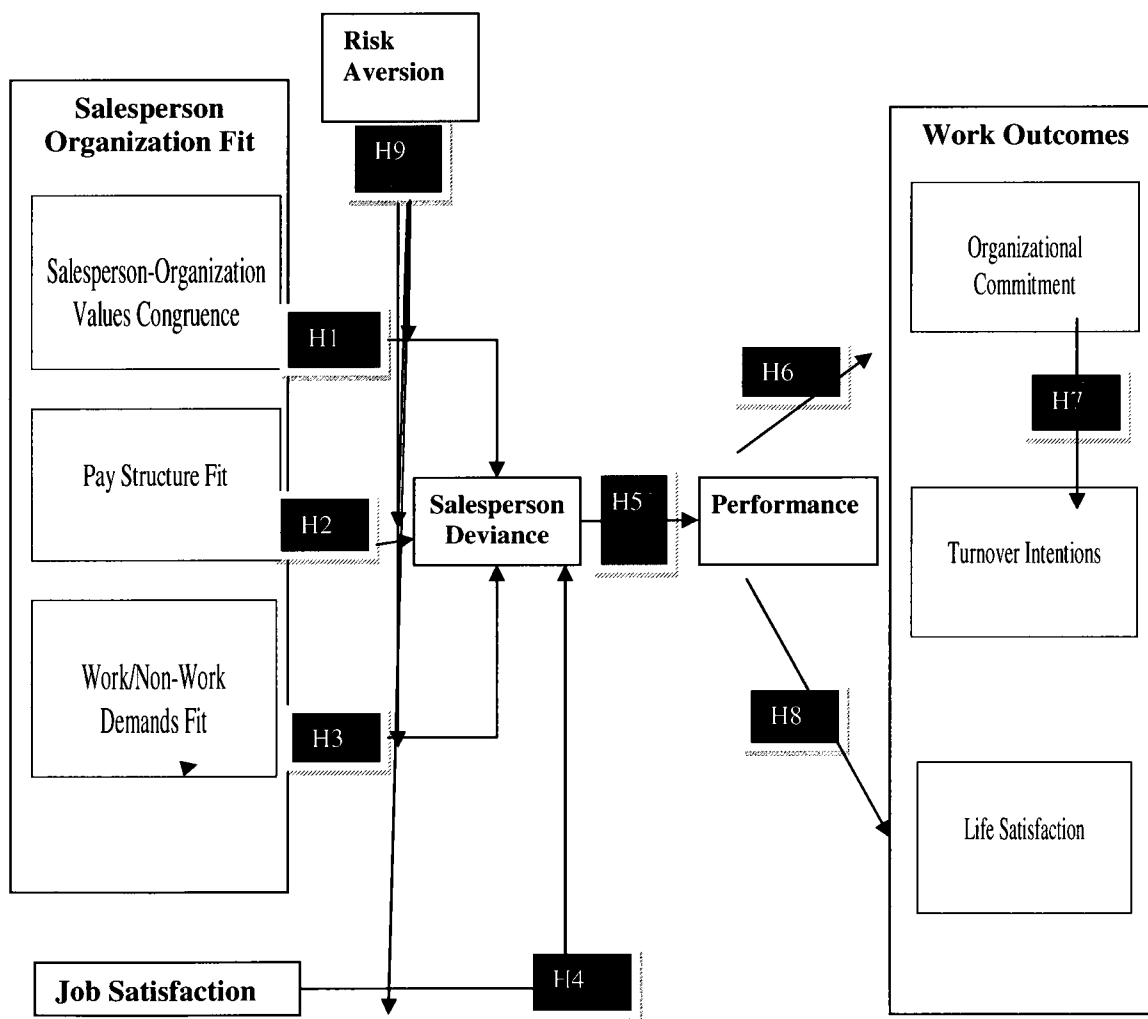 Risk
Aversion
Salesperson
Organization Fit
H9
Work Outcomes
Salesperson-Organization
Values Congruence
H1
Organizational
Commitment
H6
H7
Pay Structure Fit
H2
Salesperson
Deviance
H5
Performance
Turnover Intentions
Work/Non-Work
Demands Fit
H3
H8
Life Satisfaction
Job Satisfaction
H4